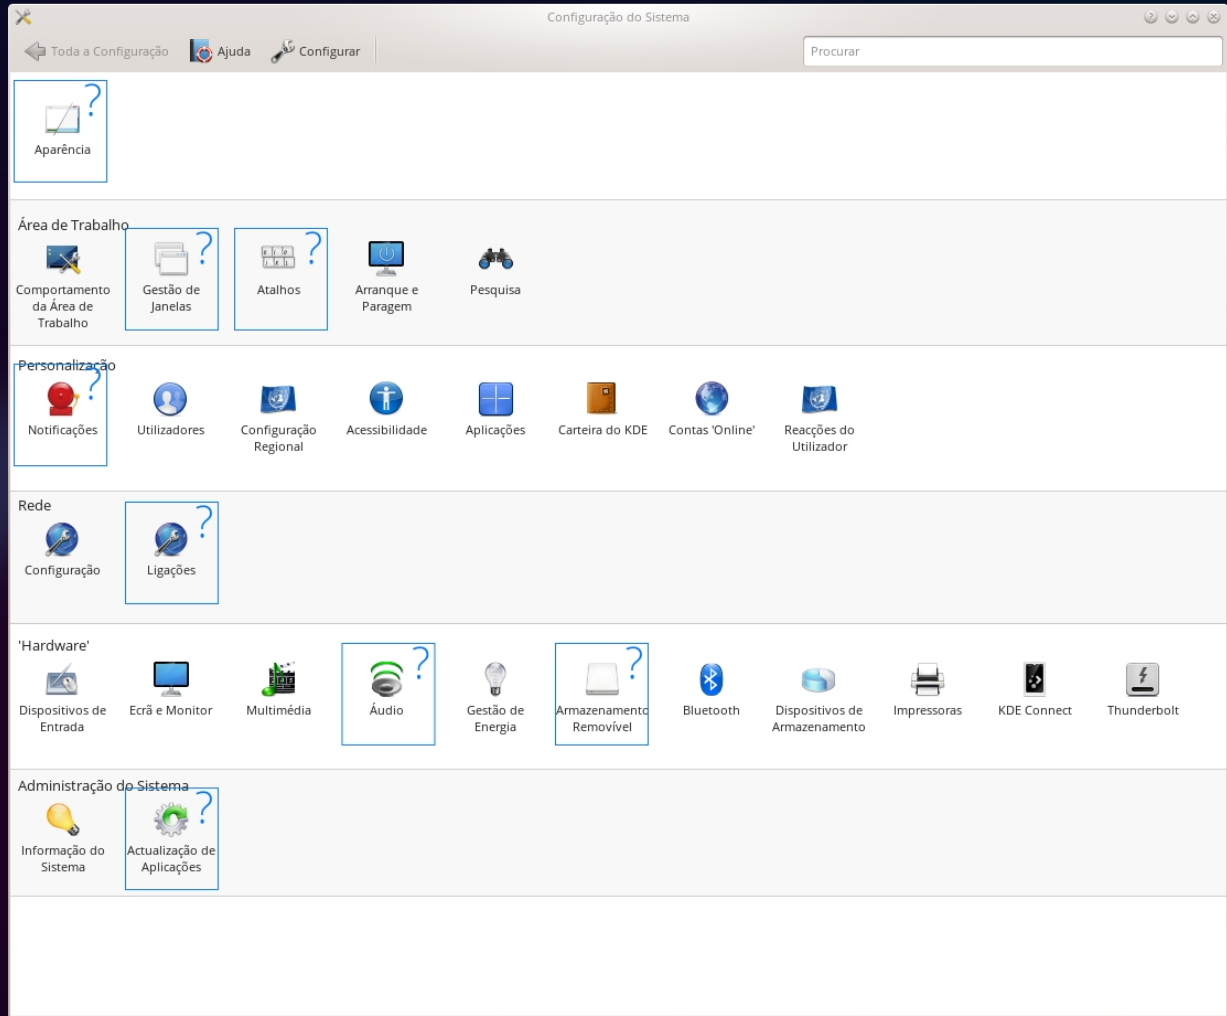 Configuração do Sistema
Toda a Configuração Ajuda Configurar Procurar
?
Aparência
Área de Trabalho
? ?
Comportamento da Área de Trabalho
Gestão de Janelas
Atalhos
Arranque e Paragem
Pesquisa
Personalização
?
Notificações
Utilizadores
Configuração Regional
Acessibilidade
Aplicações
Carteira do KDE
Contas 'Online'
Reacções do Utilizador
Rede
?
Configuração
Ligações
'Hardware'
? ?
Dispositivos de Entrada
Ecrã e Monitor
Multimédia
Áudio
Gestão de Energia
Armazenamento Removível
Bluetooth
Dispositivos de Armazenamento
Impressoras
KDE Connect
Thunderbolt
Administração do Sistema
?
Informação do Sistema
Actualização de Aplicações